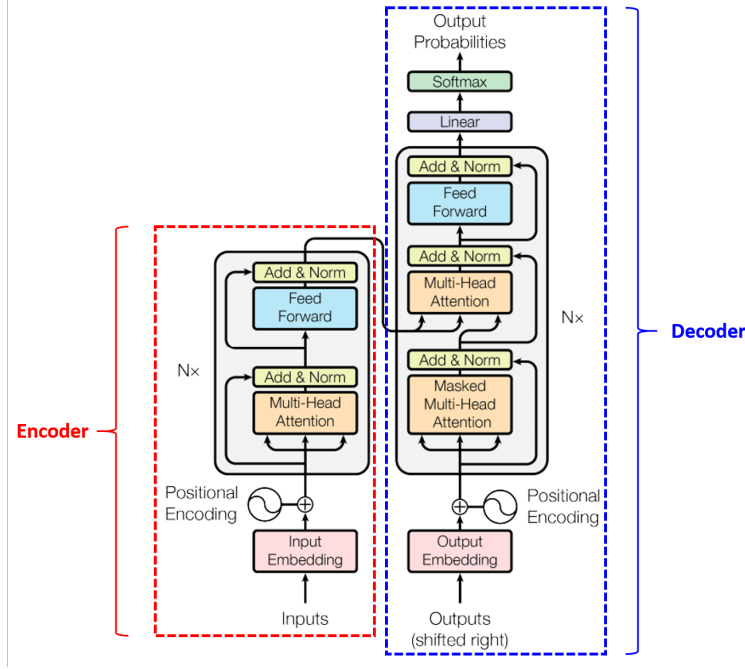 Output
Probabilities
Softmax
Linear
Add & Norm
Feed
Forward
Add & Norm
Multi-Head
Attention
Add & Norm
Masked
Multi-Head
Attention
N×
Decoder
Positional
Encoding
Output
Embedding
Outputs
(shifted right)
Add & Norm
Feed
Forward
N×
Add & Norm
Multi-Head
Attention
Encoder
Positional
Encoding
Input
Embedding
Inputs